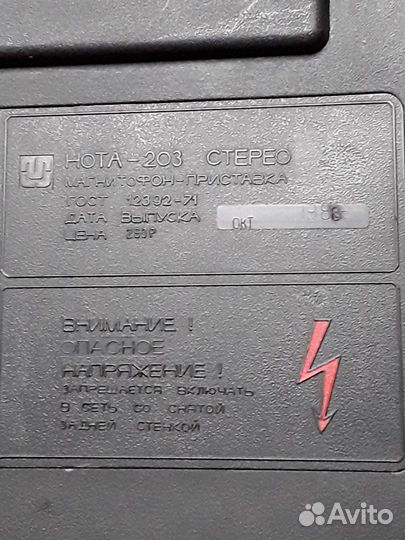 НОТА-203 СТЕРЕО
МАГНИТОФОН-ПРИСТАВКА
ГОСТ 12392-71
ДАТА ВЫПУСКА ОКТ
ЦЕНА
ВНИМАНИЕ !
ОПАСНОЕ
НАПРЯЖЕНИЕ !
ЗАПРЕЩАЕТСЯ ВКЛЮЧАТЬ
В СЕТЬ СО СНЯТОЙ
ЗАДНЕЙ СТЕНКОЙ
Avito